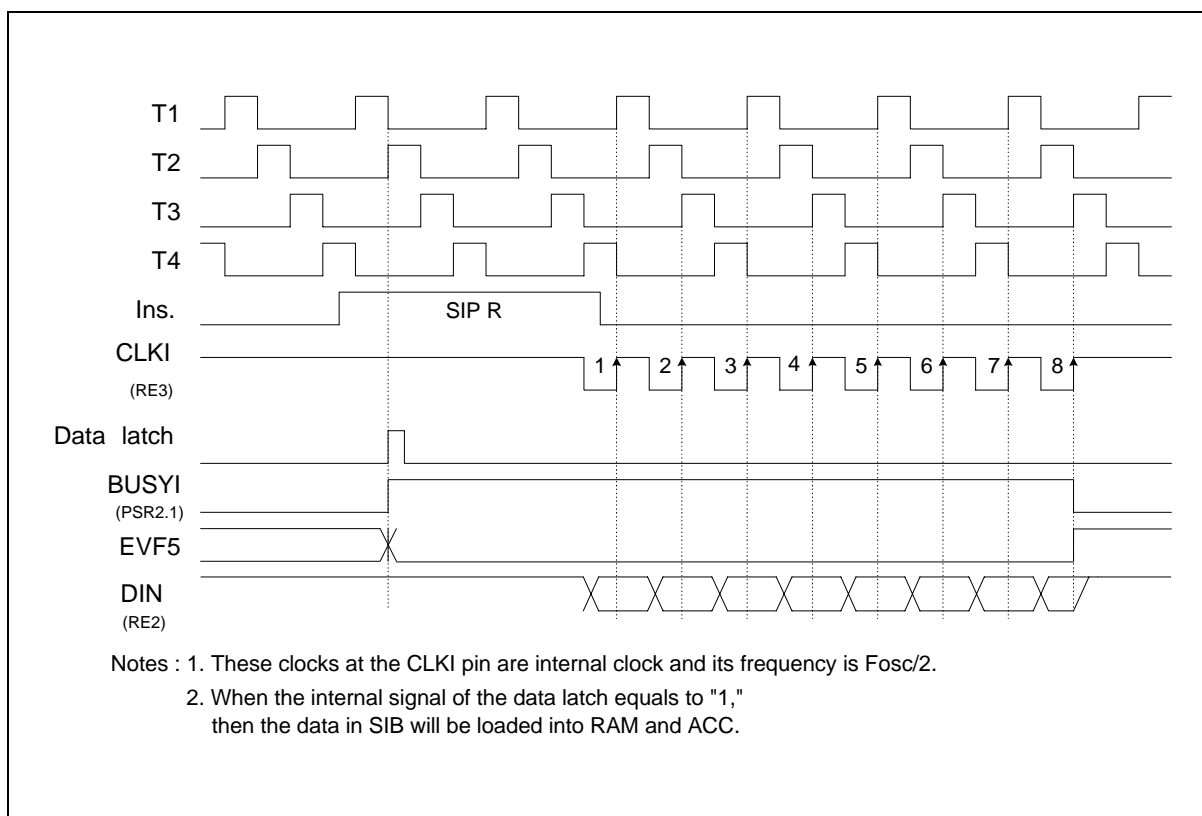 T1
T2
T3
T4
Ins.
SIP R
CLKI
(RE3)
1 2 3 4 5 6 7 8
Data latch
BUSYI
(PSR2.1)
EVF5
DIN
(RE2)
Notes : 1. These clocks at the CLKI pin are internal clock and its frequency is Fosc/2.
2. When the internal signal of the data latch equals to "1,"
then the data in SIB will be loaded into RAM and ACC.